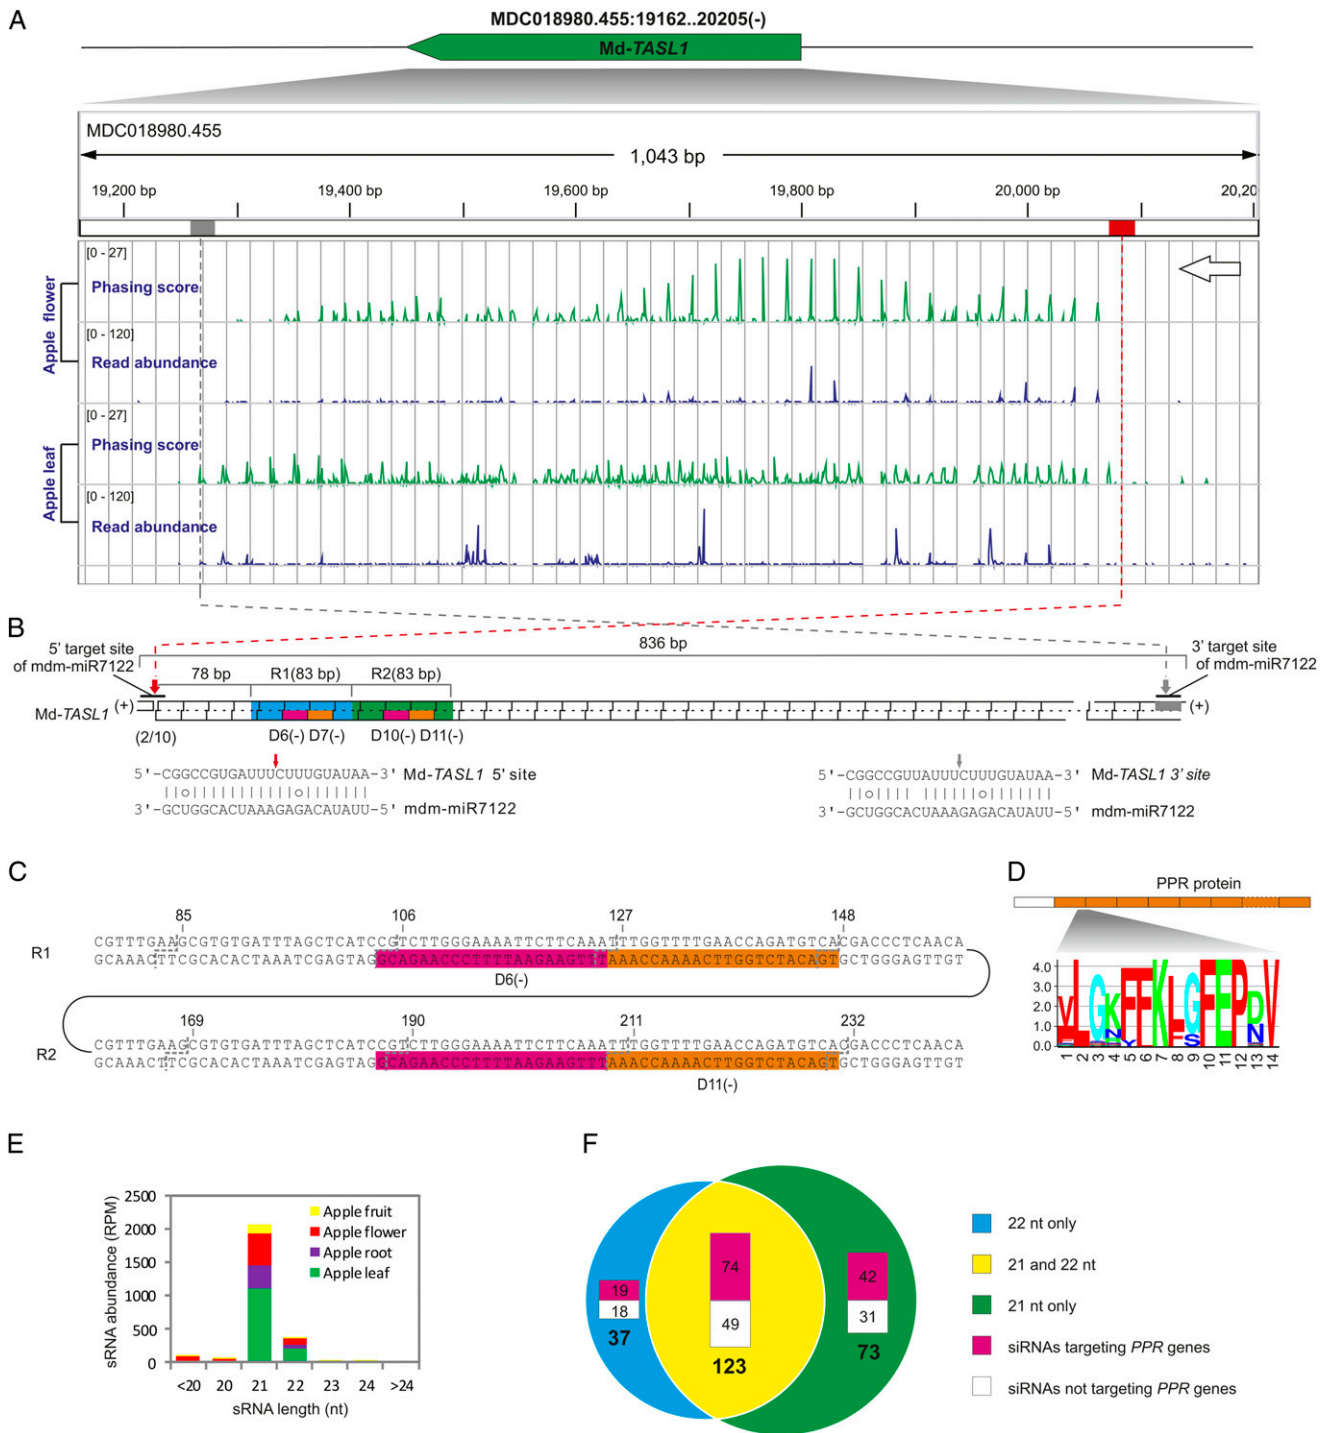 A
MDC018980.455:19162..20205(-)
Md-TASL1
MDC018980.455
1,043 bp
19,200 bp
19,400 bp
19,600 bp
19,800 bp
20,000 bp
20,20
Apple flower
[0 - 27]
Phasing score
[0 - 120]
Read abundance
Apple leaf
[0 - 27]
Phasing score
[0 - 120]
Read abundance
B
5' target site
of mdm-miR7122
836 bp
3' target site
of mdm-miR7122
78 bp
R1(83 bp)
R2(83 bp)
Md-TASL1
(+)
(+)
(2/10)
D6(-) D7(-)
D10(-) D11(-)
5'-CGGCCGUGAUUUCUUUGUAUAA-3' Md-TASL1 5' site
3'-GCUGGCACUAAAGAGACAUAUU-5' mdm-miR7122
5'-CGGCCGUUAUUUCUUUGUAUAA-3' Md-TASL1 3' site
3'-GCUGGCACUAAAGAGACAUAUU-5' mdm-miR7122
C
85
106
127
148
R1
CGTTTGAAGCGTGTGATTTAGCTCATCCGTCTTGGGAAAATTCTTCAAATTTGGTTTTGAACCAGATGTCACGACCCTCAACA
GCAAACTTCGCACACTAAATCGAGTAGGCAGAACCCTTTTAAGAAGTTTAAACCAAAACTTGGTCTACAGTGCTGGGAGTTGT
D6(-)
169
190
211
232
R2
CGTTTGAAGCGTGTGATTTAGCTCATCCGTCTTGGGAAAATTCTTCAAATTTGGTTTTGAACCAGATGTCACGACCCTCAACA
GCAAACTTCGCACACTAAATCGAGTAGGCAGAACCCTTTTAAGAAGTTTAAACCAAAACTTGGTCTACAGTGCTGGGAGTTGT
D11(-)
D
PPR protein
4.0
3.0
2.0
1.0
0.0
1 2 3 4 5 6 7 8 9 10 11 12 13 14
E
sRNA abundance (RPM)
2500
2000
1500
1000
500
0
Apple fruit
Apple flower
Apple root
Apple leaf
<20 20 21 22 23 24 >24
sRNA length (nt)
F
19
18
37
74
49
123
42
31
73
22 nt only
21 and 22 nt
21 nt only
siRNAs targeting PPR genes
siRNAs not targeting PPR genes